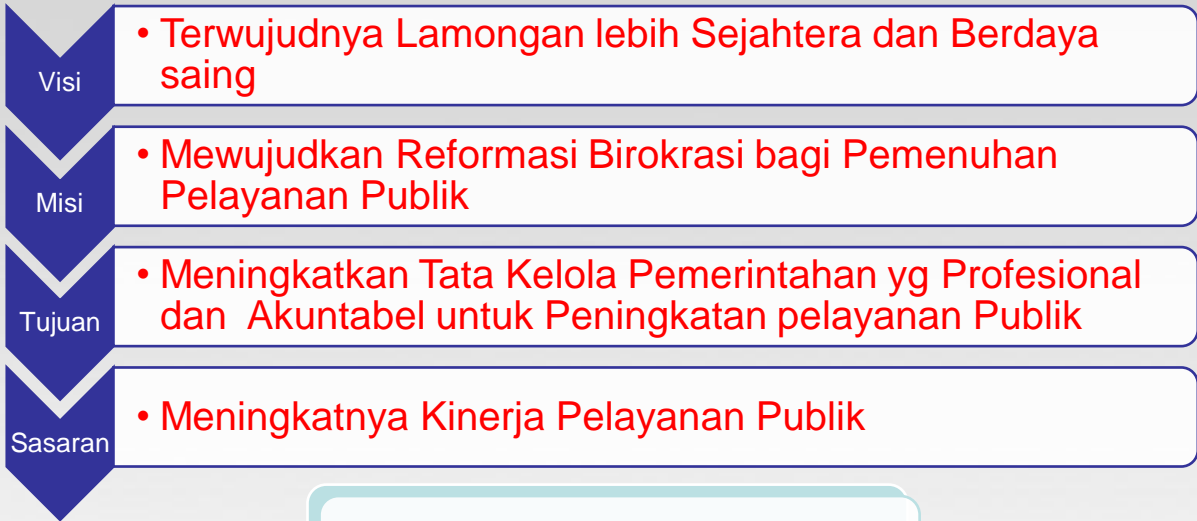 Visi
• Terwujudnya Lamongan lebih Sejahtera dan Berdaya
saing
Misi
• Mewujudkan Reformasi Birokrasi bagi Pemenuhan
Pelayanan Publik
Tujuan
• Meningkatkan Tata Kelola Pemerintahan yg Profesional
dan  Akuntabel untuk Peningkatan pelayanan Publik
Sasaran
• Meningkatnya Kinerja Pelayanan Publik